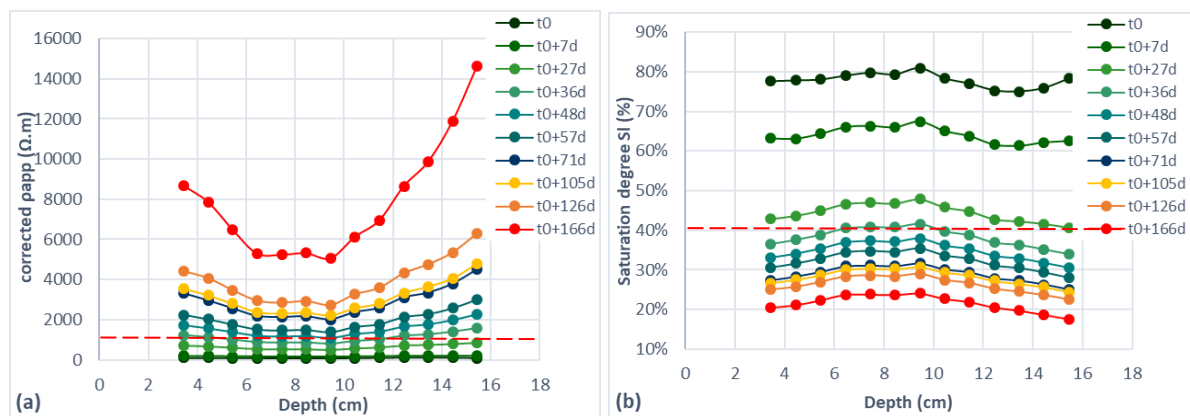 16000
14000
12000
10000
8000
6000
4000
2000
0
corrected ρapp (Ω.m)
0 2 4 6 8 10 12 14 16 18
Depth (cm)
(a)
t0
t0+7d
t0+27d
t0+36d
t0+48d
t0+57d
t0+71d
t0+105d
t0+126d
t0+166d
90%
80%
70%
60%
50%
40%
30%
20%
10%
Saturation degree Sl (%)
0 2 4 6 8 10 12 14 16 18
Depth (cm)
(b)
t0
t0+7d
t0+27d
t0+36d
t0+48d
t0+57d
t0+71d
t0+105d
t0+126d
t0+166d